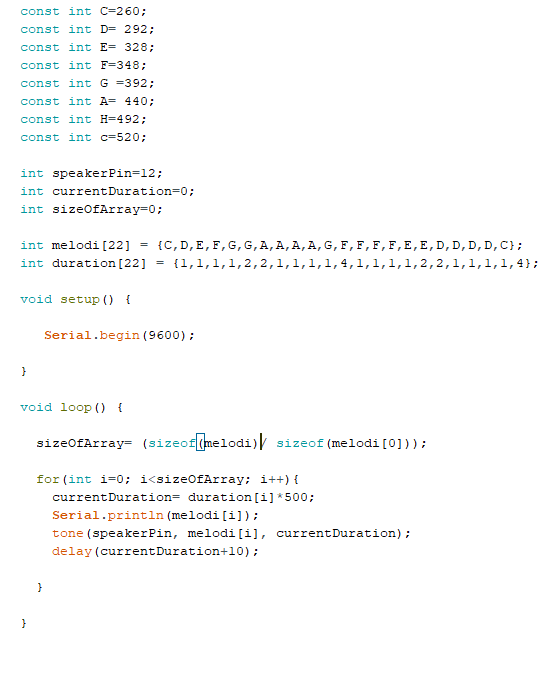 const int C=260;
const int D= 292;
const int E= 328;
const int F=348;
const int G =392;
const int A= 440;
const int H=492;
const int c=520;
int speakerPin=12;
int currentDuration=0;
int sizeOfArray=0;
int melodi[22] = {C,D,E,F,G,G,A,A,A,A,G,F,F,F,F,E,E,D,D,D,D,C};
int duration[22] = {1,1,1,1,2,2,1,1,1,1,4,1,1,1,1,2,2,1,1,1,1,4};
void setup() {
Serial.begin(9600);
}
void loop() {
sizeOfArray= (sizeof(melodi)/ sizeof(melodi[0]));
for(int i=0; i<sizeOfArray; i++){
currentDuration= duration[i]*500;
Serial.println(melodi[i]);
tone(speakerPin, melodi[i], currentDuration);
delay(currentDuration+10);
}
}